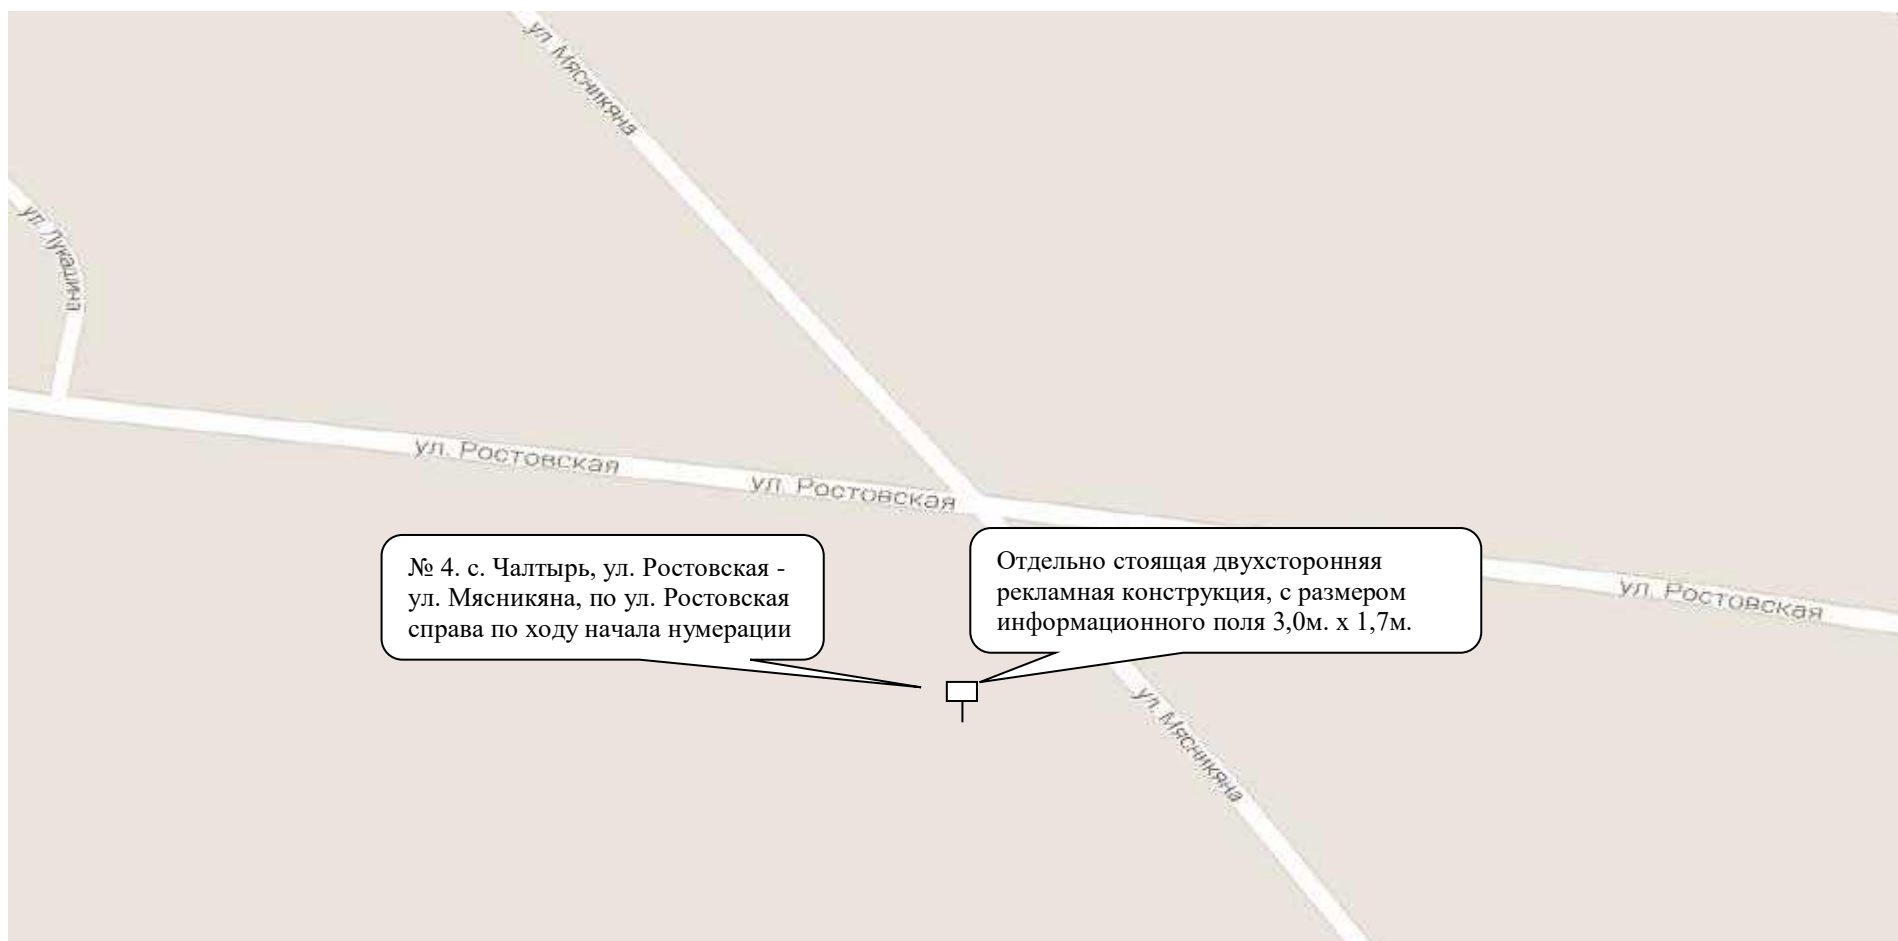 ул. Мясникяна
ул. Лукашина
ул. Ростовская
ул. Ростовская
№ 4. с. Чалтырь, ул. Ростовская -
ул. Мясникяна, по ул. Ростовская
справа по ходу начала нумерации
Отдельно стоящая двухсторонняя
рекламная конструкция, с размером
информационного поля 3,0м. х 1,7м.
ул. Ростовская
ул. Мясникяна